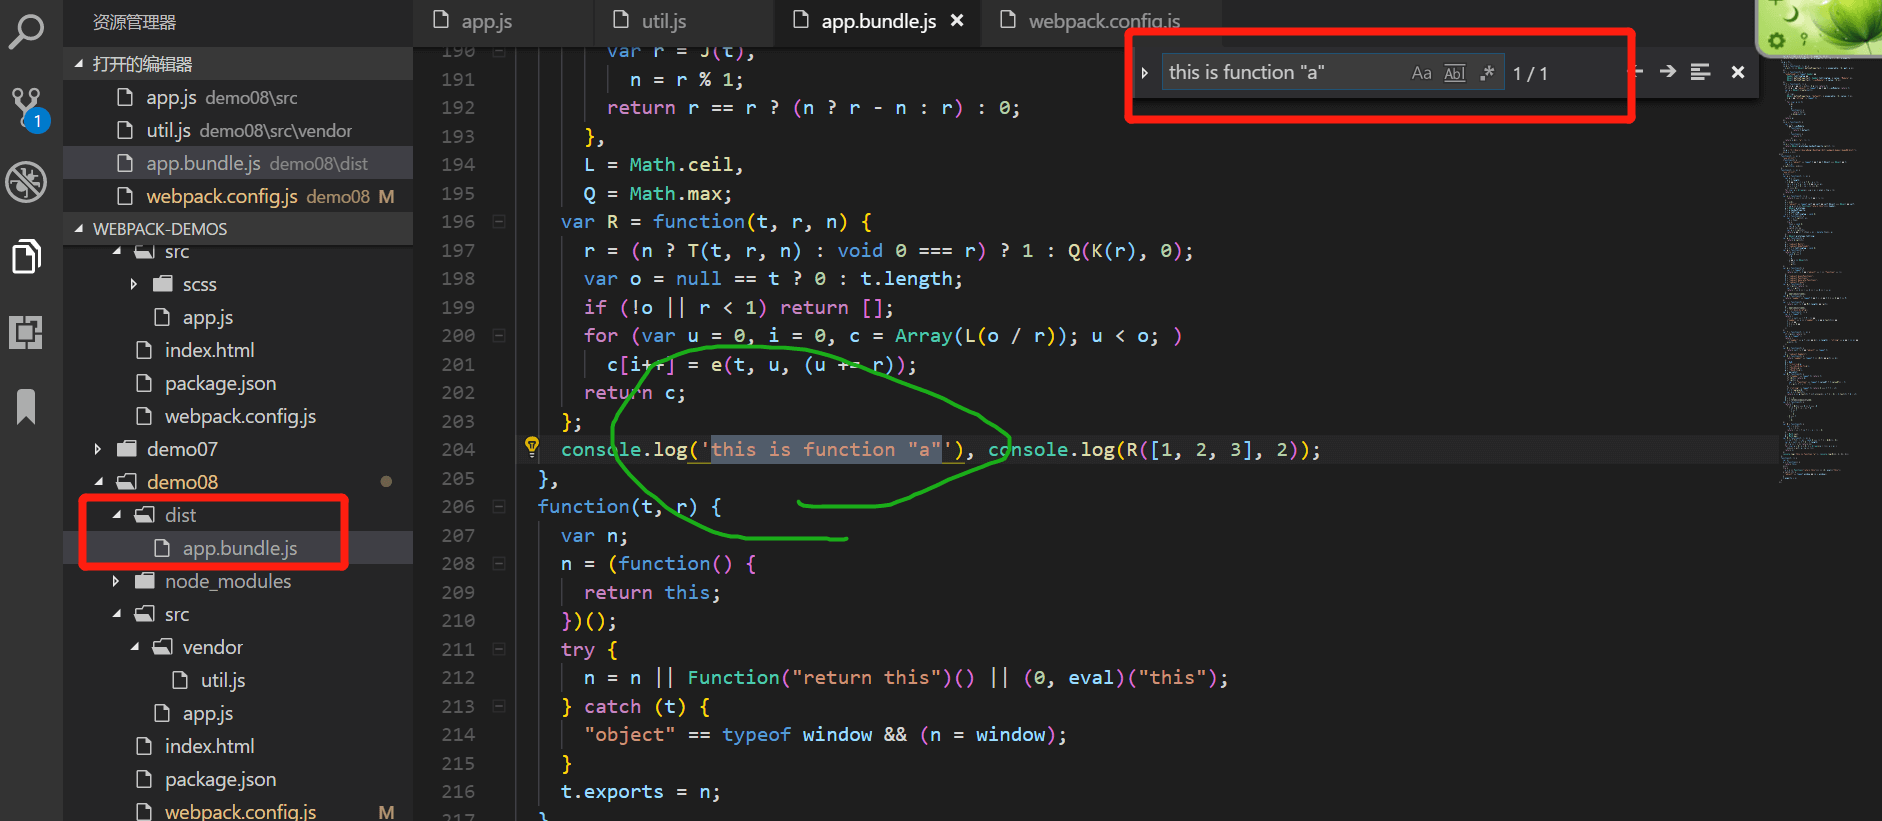 资源管理器
打开的编辑器
app.js demo08\src
util.js demo08\src\vendor
app.bundle.js demo08\dist
webpack.config.js demo08 M
1
WEBPACK-DEMOS
src
scss
app.js
index.html
package.json
webpack.config.js
demo07
demo08
dist
app.bundle.js
node_modules
src
vendor
util.js
app.js
index.html
package.json
webpack.config.js M
app.js util.js app.bundle.js webpack.config.js
this is function "a" Aa Abl .* 1 / 1
190 var r = J(t),
191 n = r % 1;
192 return r == r ? (n ? r - n : r) : 0;
193 },
194 L = Math.ceil,
195 Q = Math.max;
196 var R = function(t, r, n) {
197 r = (n ? T(t, r, n) : void 0 === r) ? 1 : Q(K(r), 0);
198 var o = null == t ? 0 : t.length;
199 if (!o || r < 1) return [];
200 for (var u = 0, i = 0, c = Array(L(o / r)); u < o; )
201 c[i++] = e(t, u, (u += r));
202 return c;
203 };
204 console.log('this is function "a"'), console.log(R([1, 2, 3], 2));
205 },
206 function(t, r) {
207 var n;
208 n = (function() {
209 return this;
210 })();
211 try {
212 n = n || Function("return this")() || (0, eval)("this");
213 } catch (t) {
214 "object" == typeof window && (n = window);
215 }
216 t.exports = n;
217 }